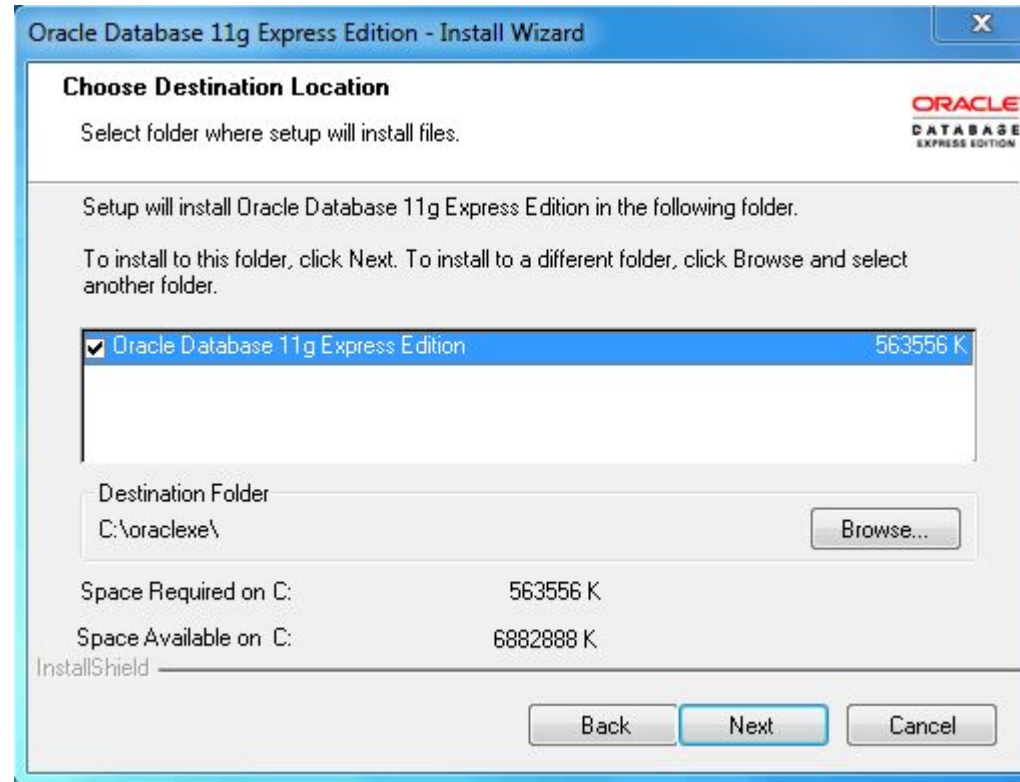 Oracle Database 11g Express Edition - Install Wizard
Choose Destination Location
Select folder where setup will install files.
ORACLE
DATABASE
EXPRESS EDITION
Setup will install Oracle Database 11g Express Edition in the following folder.
To install to this folder, click Next. To install to a different folder, click Browse and select
another folder.
Oracle Database 11g Express Edition 563556 K
Destination Folder
C:\oraclexe\
Browse...
Space Required on C: 563556 K
Space Available on C: 6882888 K
InstallShield
Back Next Cancel